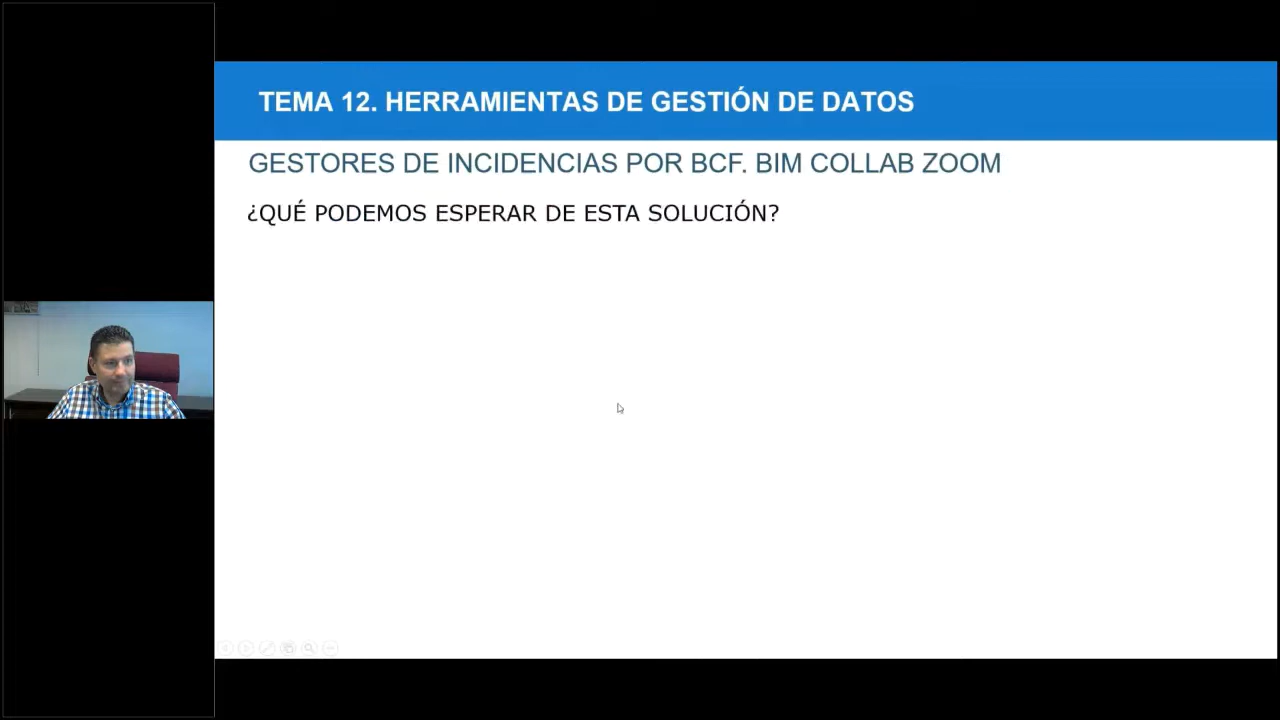 TEMA 12. HERRAMIENTAS DE GESTIÓN DE DATOS
GESTORES DE INCIDENCIAS POR BCF. BIM COLLAB ZOOM
¿QUÉ PODEMOS ESPERAR DE ESTA SOLUCIÓN?